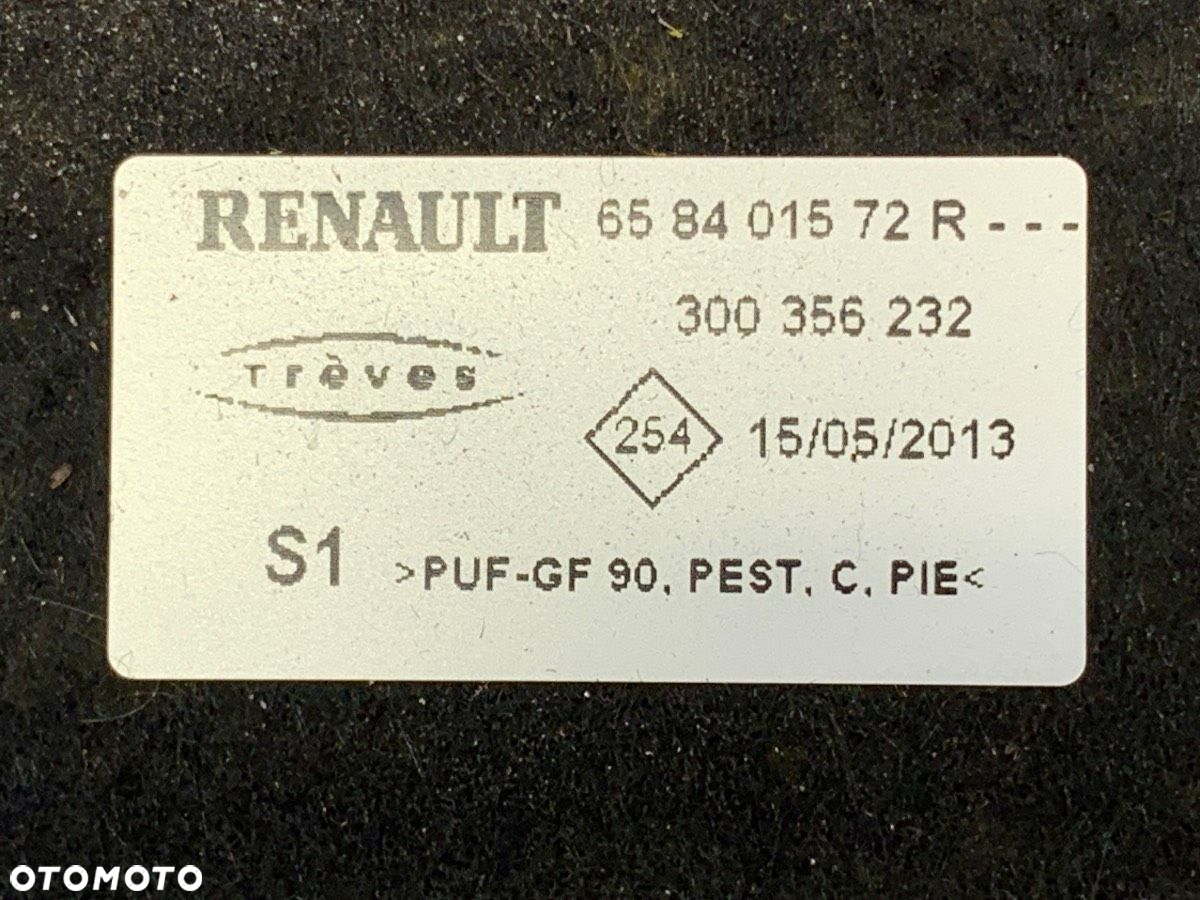 RENAULT 65 84 015 72 R - - -
300 356 232
Trèves
254 15/05/2013
S1 >PUF-GF 90, PEST, C, PIE<
OTOMOTO